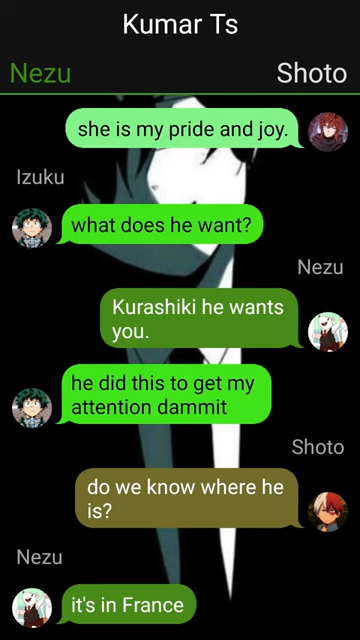 Kumar Ts
Nezu
Shoto
she is my pride and joy.
Izuku
what does he want?
Nezu
Kurashiki he wants
you.
he did this to get my
attention dammit
Shoto
do we know where he
is?
Nezu
it's in France